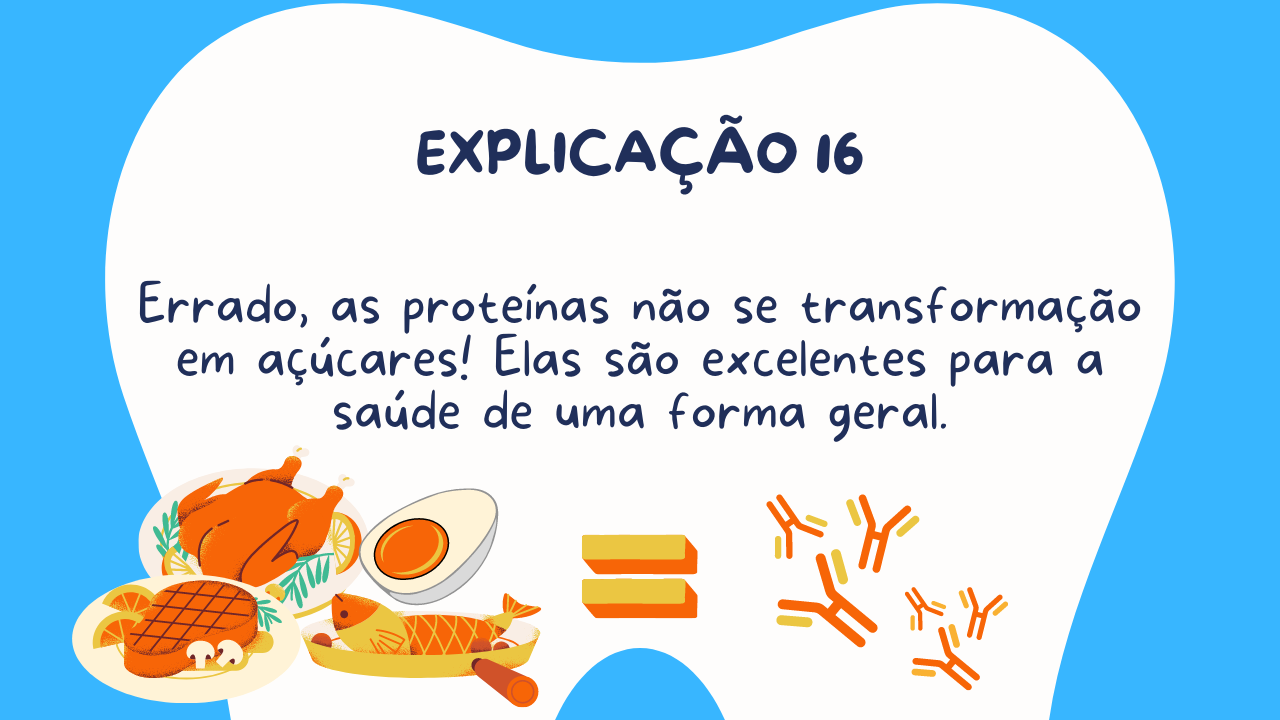 EXPLICAÇÃO 16
Errado, as proteínas não se transformação
em açúcares! Elas são excelentes para a
saúde de uma forma geral.